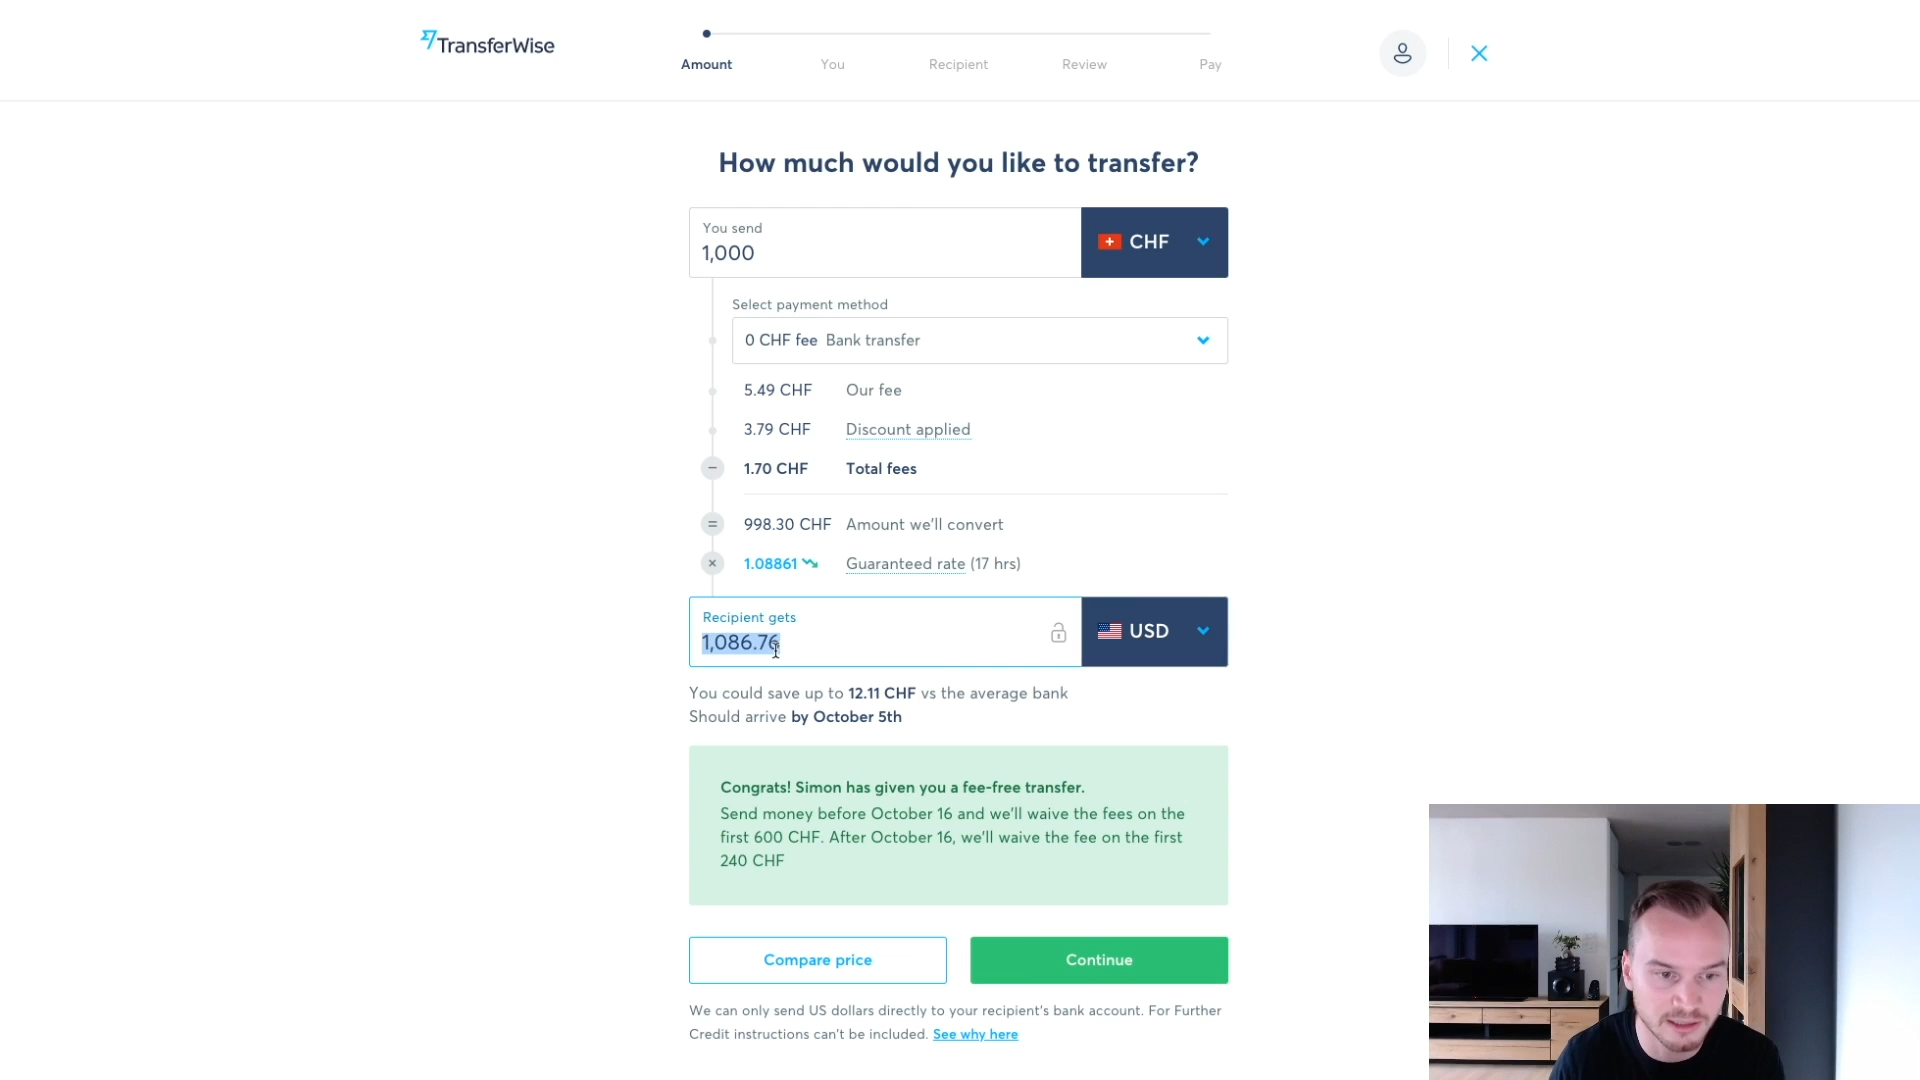 TransferWise
Amount
You
Recipient
Review
Pay
How much would you like to transfer?
You send
1,000
CHF
Select payment method
0 CHF fee Bank transfer
5.49 CHF Our fee
3.79 CHF Discount applied
1.70 CHF Total fees
998.30 CHF Amount we'll convert
1.08861 Guaranteed rate (17 hrs)
Recipient gets
1,086.76
USD
You could save up to 12.11 CHF vs the average bank
Should arrive by October 5th
Congrats! Simon has given you a fee-free transfer.
Send money before October 16 and we'll waive the fees on the
first 600 CHF. After October 16, we'll waive the fee on the first
240 CHF
Compare price
Continue
We can only send US dollars directly to your recipient's bank account. For Further
Credit instructions can't be included. See why here